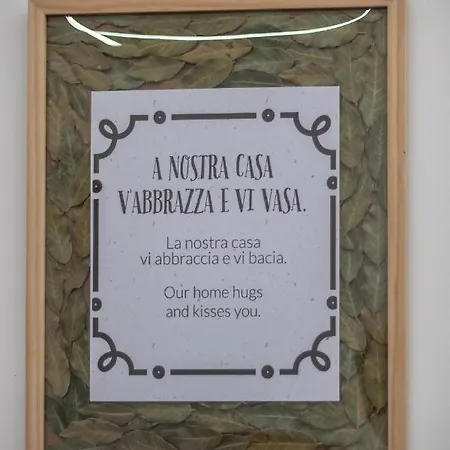 A NOSTRA CASA
V'ABBRAZZA E VI VASA.
La nostra casa
vi abbraccia e vi bacia.
Our home hugs
and kisses you.